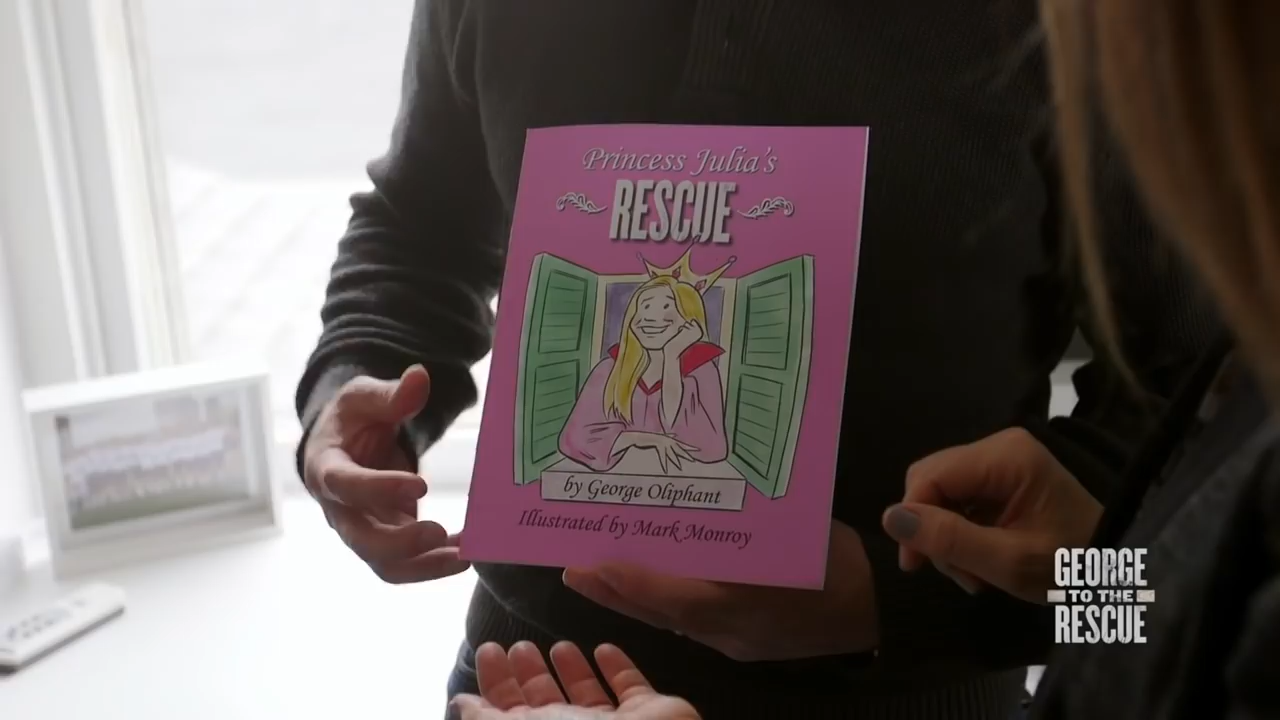 Princess Julia's
RESCUE
by George Oliphant
Illustrated by Mark Monroy
GEORGE
TO THE
RESCUE